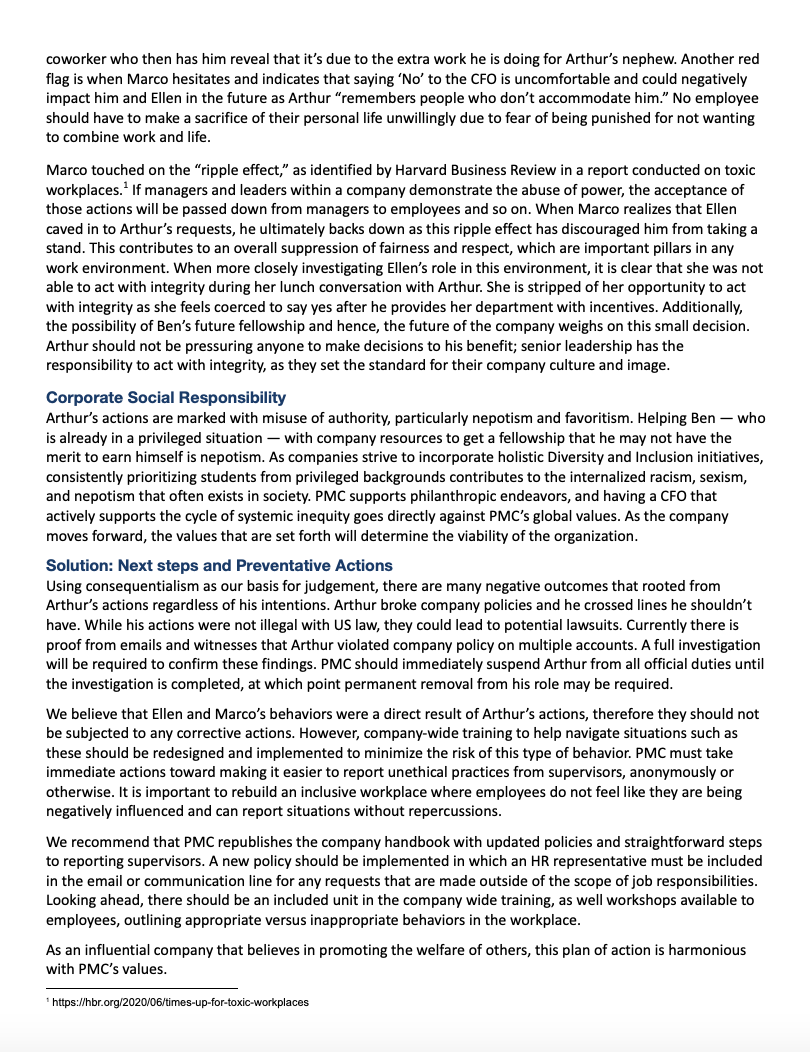 coworker who then has him reveal that it’s due to the extra work he is doing for Arthur’s nephew. Another red
flag is when Marco hesitates and indicates that saying ‘No’ to the CFO is uncomfortable and could negatively
impact him and Ellen in the future as Arthur “remembers people who don’t accommodate him.” No employee
should have to make a sacrifice of their personal life unwillingly due to fear of being punished for not wanting
to combine work and life.
Marco touched on the “ripple effect,” as identified by Harvard Business Review in a report conducted on toxic
workplaces.¹ If managers and leaders within a company demonstrate the abuse of power, the acceptance of
those actions will be passed down from managers to employees and so on. When Marco realizes that Ellen
caved in to Arthur’s requests, he ultimately backs down as this ripple effect has discouraged him from taking a
stand. This contributes to an overall suppression of fairness and respect, which are important pillars in any
work environment. When more closely investigating Ellen’s role in this environment, it is clear that she was not
able to act with integrity during her lunch conversation with Arthur. She is stripped of her opportunity to act
with integrity as she feels coerced to say yes after he provides her department with incentives. Additionally,
the possibility of Ben’s future fellowship and hence, the future of the company weighs on this small decision.
Arthur should not be pressuring anyone to make decisions to his benefit; senior leadership has the
responsibility to act with integrity, as they set the standard for their company culture and image.
Corporate Social Responsibility
Arthur’s actions are marked with misuse of authority, particularly nepotism and favoritism. Helping Ben — who
is already in a privileged situation — with company resources to get a fellowship that he may not have the
merit to earn himself is nepotism. As companies strive to incorporate holistic Diversity and Inclusion initiatives,
consistently prioritizing students from privileged backgrounds contributes to the internalized racism, sexism,
and nepotism that often exists in society. PMC supports philanthropic endeavors, and having a CFO that
actively supports the cycle of systemic inequity goes directly against PMC’s global values. As the company
moves forward, the values that are set forth will determine the viability of the organization.
Solution: Next steps and Preventative Actions
Using consequentialism as our basis for judgement, there are many negative outcomes that rooted from
Arthur’s actions regardless of his intentions. Arthur broke company policies and he crossed lines he shouldn’t
have. While his actions were not illegal with US law, they could lead to potential lawsuits. Currently there is
proof from emails and witnesses that Arthur violated company policy on multiple accounts. A full investigation
will be required to confirm these findings. PMC should immediately suspend Arthur from all official duties until
the investigation is completed, at which point permanent removal from his role may be required.
We believe that Ellen and Marco’s behaviors were a direct result of Arthur’s actions, therefore they should not
be subjected to any corrective actions. However, company-wide training to help navigate situations such as
these should be redesigned and implemented to minimize the risk of this type of behavior. PMC must take
immediate actions toward making it easier to report unethical practices from supervisors, anonymously or
otherwise. It is important to rebuild an inclusive workplace where employees do not feel like they are being
negatively influenced and can report situations without repercussions.
We recommend that PMC republishes the company handbook with updated policies and straightforward steps
to reporting supervisors. A new policy should be implemented in which an HR representative must be included
in the email or communication line for any requests that are made outside of the scope of job responsibilities.
Looking ahead, there should be an included unit in the company wide training, as well workshops available to
employees, outlining appropriate versus inappropriate behaviors in the workplace.
As an influential company that believes in promoting the welfare of others, this plan of action is harmonious
with PMC’s values.
¹ https://hbr.org/2020/06/times-up-for-toxic-workplaces